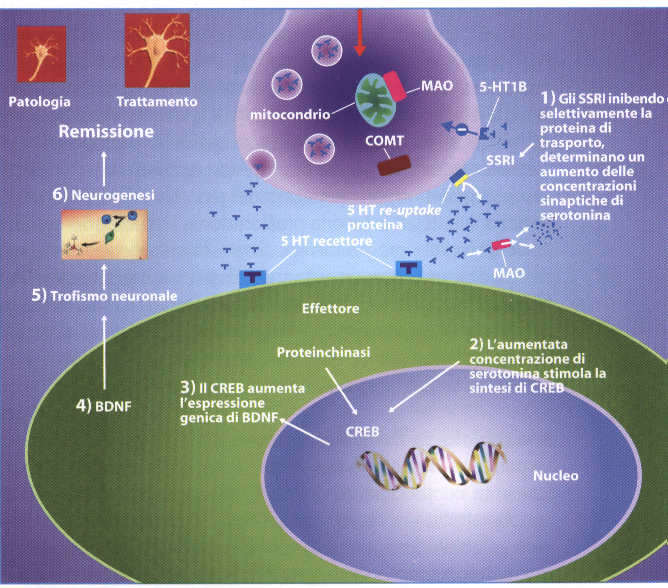 Patologia
Trattamento
Remissione
6) Neurogenesi
5) Trofismo neuronale
4) BDNF
mitocondrio
MAO
COMT
5-HT1B
SSRI
5 HT re-uptake
proteina
5 HT recettore
MAO
1) Gli SSRI inibendo
selettivamente la
proteina di
trasporto,
determinano un
aumento delle
concentrazioni
sinaptiche di
serotonina
Effettore
Proteinchinasi
2) L'aumentata
concentrazione di
serotonina stimola la
sintesi di CREB
3) Il CREB aumenta
l'espressione
genica di BDNF
CREB
Nucleo